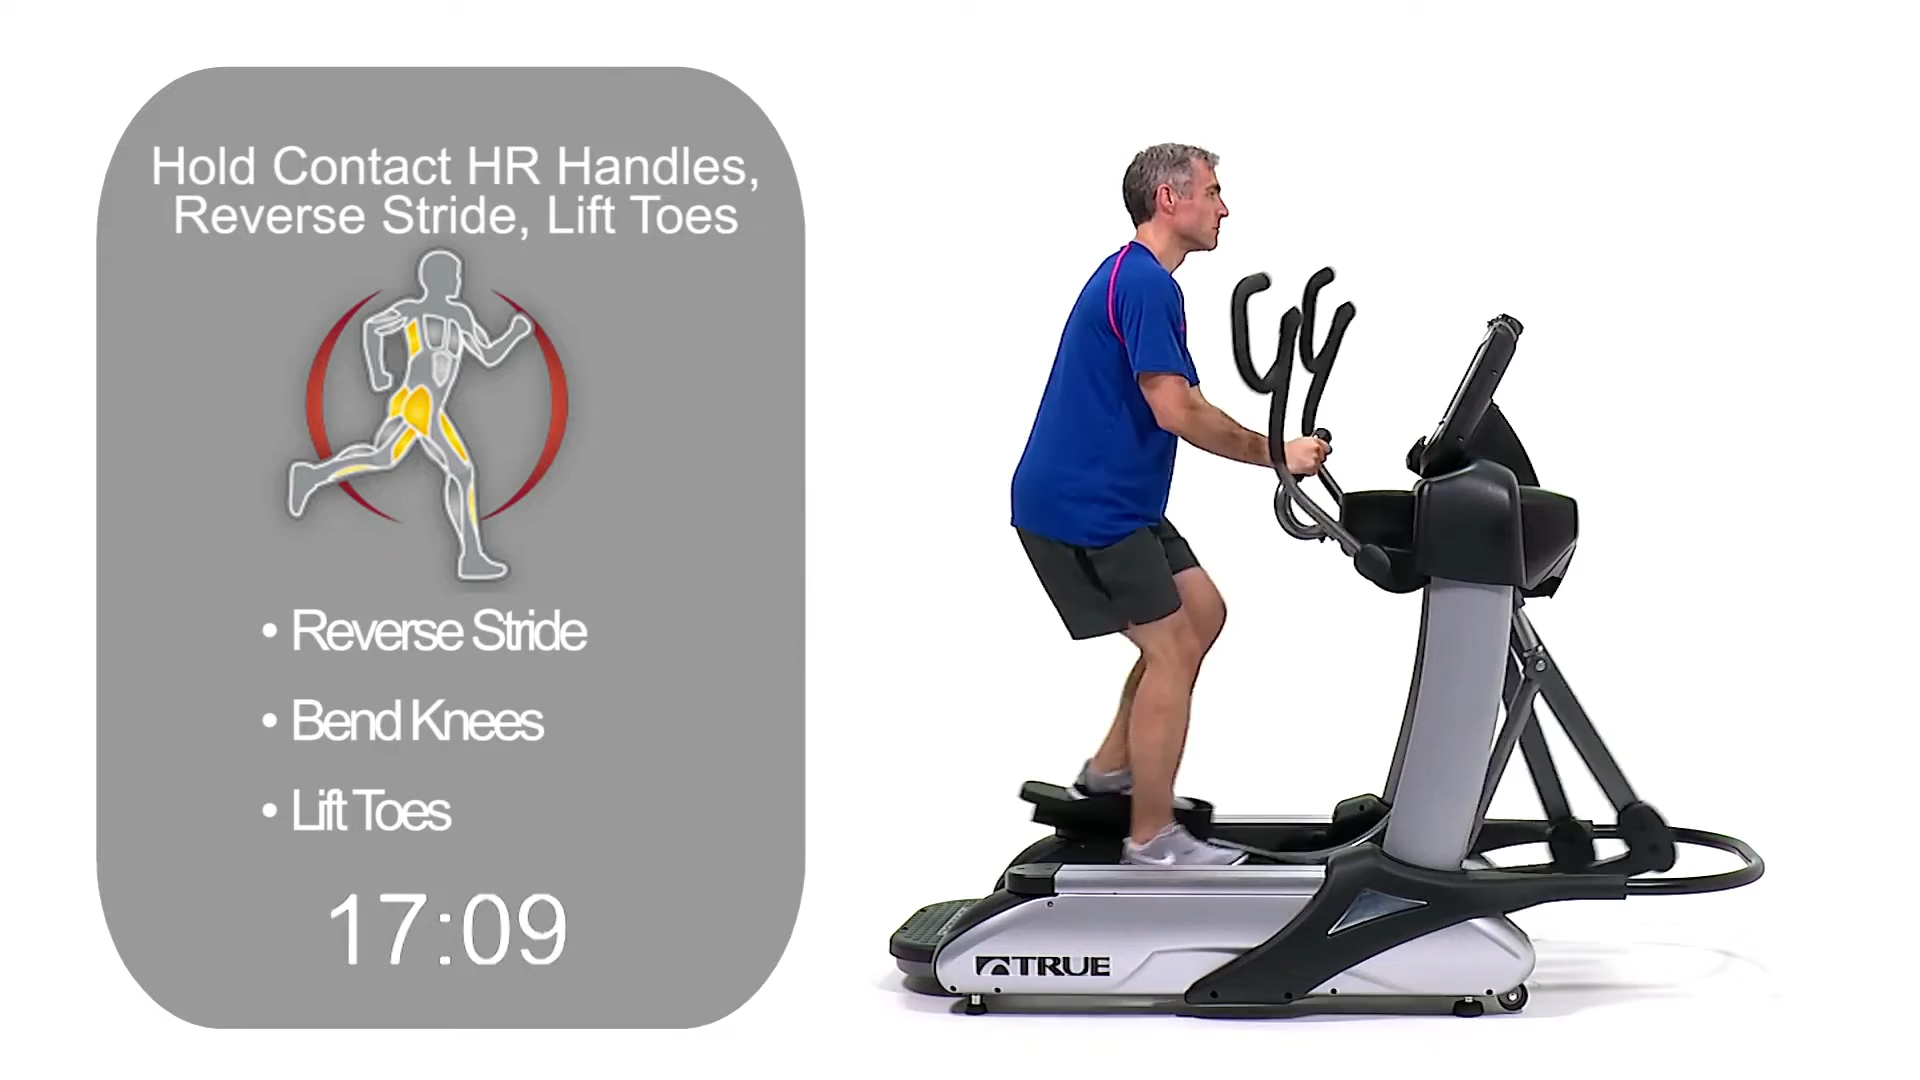 Hold Contact HR Handles,
Reverse Stride, Lift Toes
• Reverse Stride
• Bend Knees
• Lift Toes
17:09
TRUE